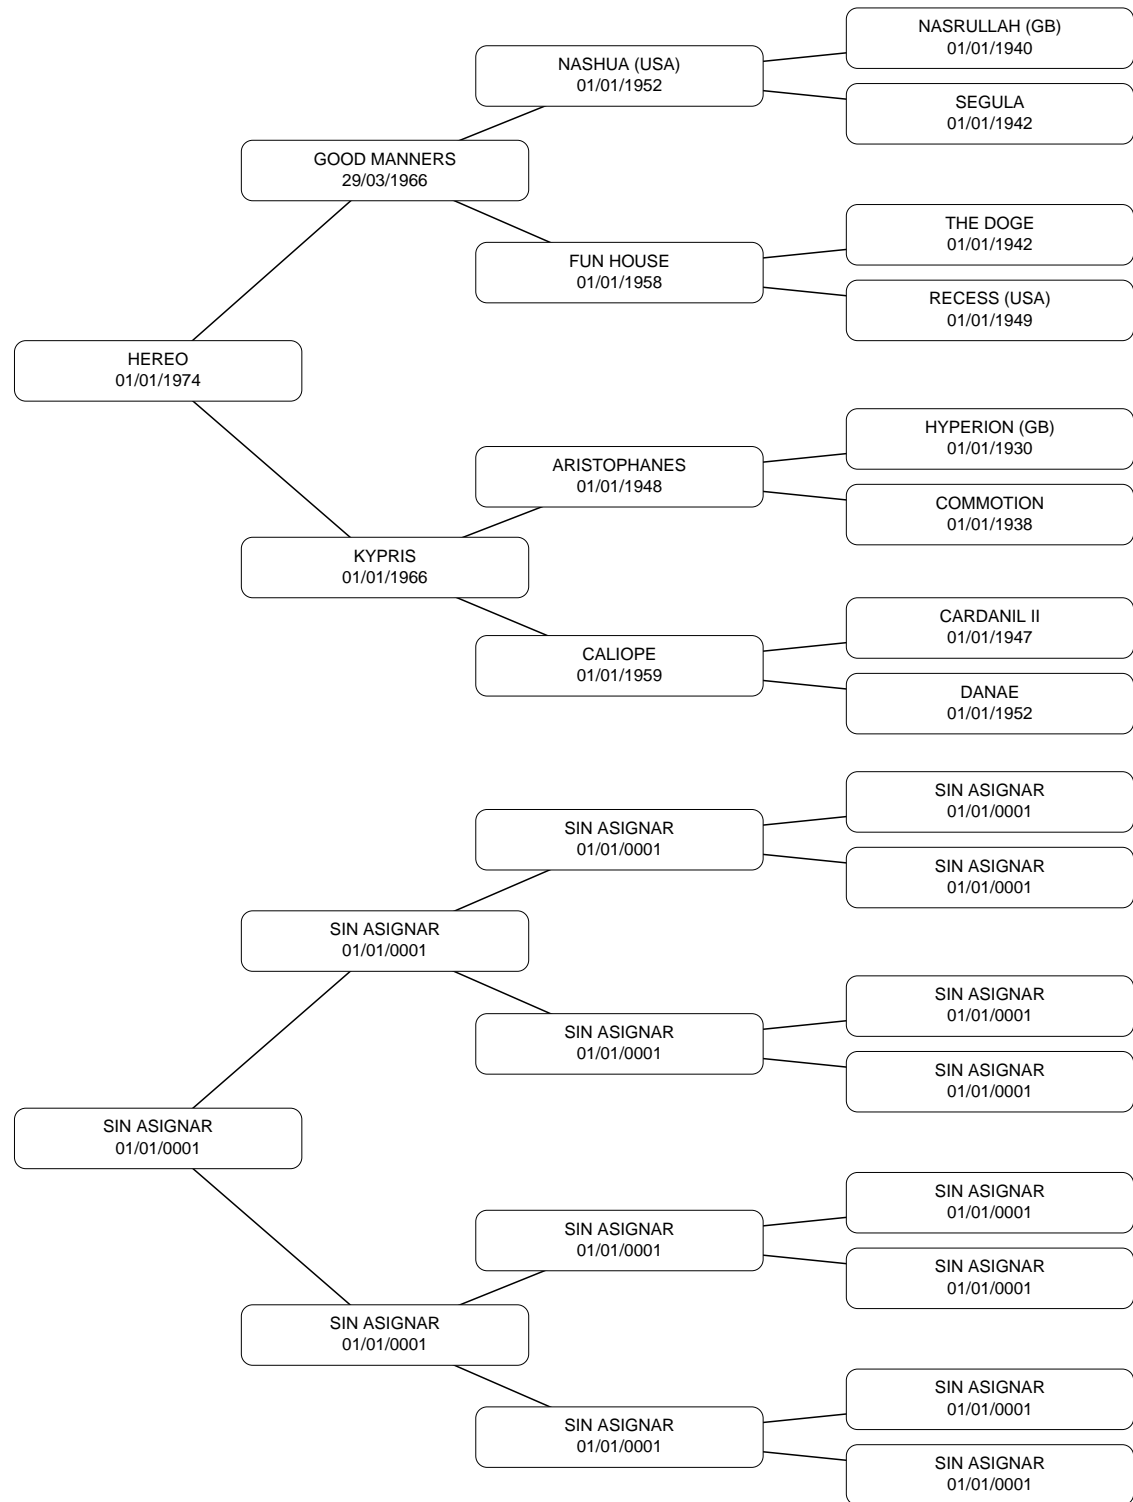 NASRULLAH (GB)
01/01/1940
NASHUA (USA)
01/01/1952
SEGULA
01/01/1942
GOOD MANNERS
29/03/1966
THE DOGE
01/01/1942
FUN HOUSE
01/01/1958
RECESS (USA)
01/01/1949
HEREO
01/01/1974
HYPERION (GB)
01/01/1930
ARISTOPHANES
01/01/1948
COMMOTION
01/01/1938
KYPRIS
01/01/1966
CARDANIL II
01/01/1947
CALIOPE
01/01/1959
DANAE
01/01/1952
SIN ASIGNAR
01/01/0001
SIN ASIGNAR
01/01/0001
SIN ASIGNAR
01/01/0001
SIN ASIGNAR
01/01/0001
SIN ASIGNAR
01/01/0001
SIN ASIGNAR
01/01/0001
SIN ASIGNAR
01/01/0001
SIN ASIGNAR
01/01/0001
SIN ASIGNAR
01/01/0001
SIN ASIGNAR
01/01/0001
SIN ASIGNAR
01/01/0001
SIN ASIGNAR
01/01/0001
SIN ASIGNAR
01/01/0001
SIN ASIGNAR
01/01/0001
SIN ASIGNAR
01/01/0001